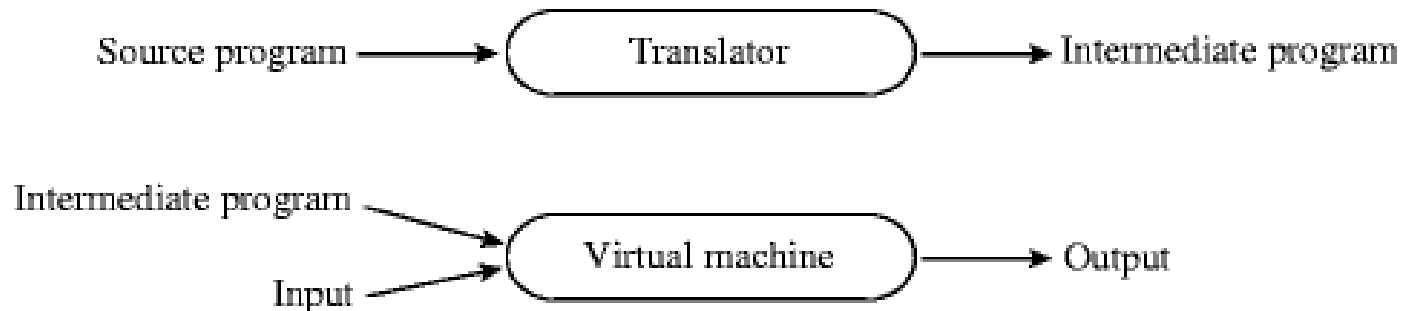 Source program
Translator
Intermediate program
Intermediate program
Virtual machine
Output
Input